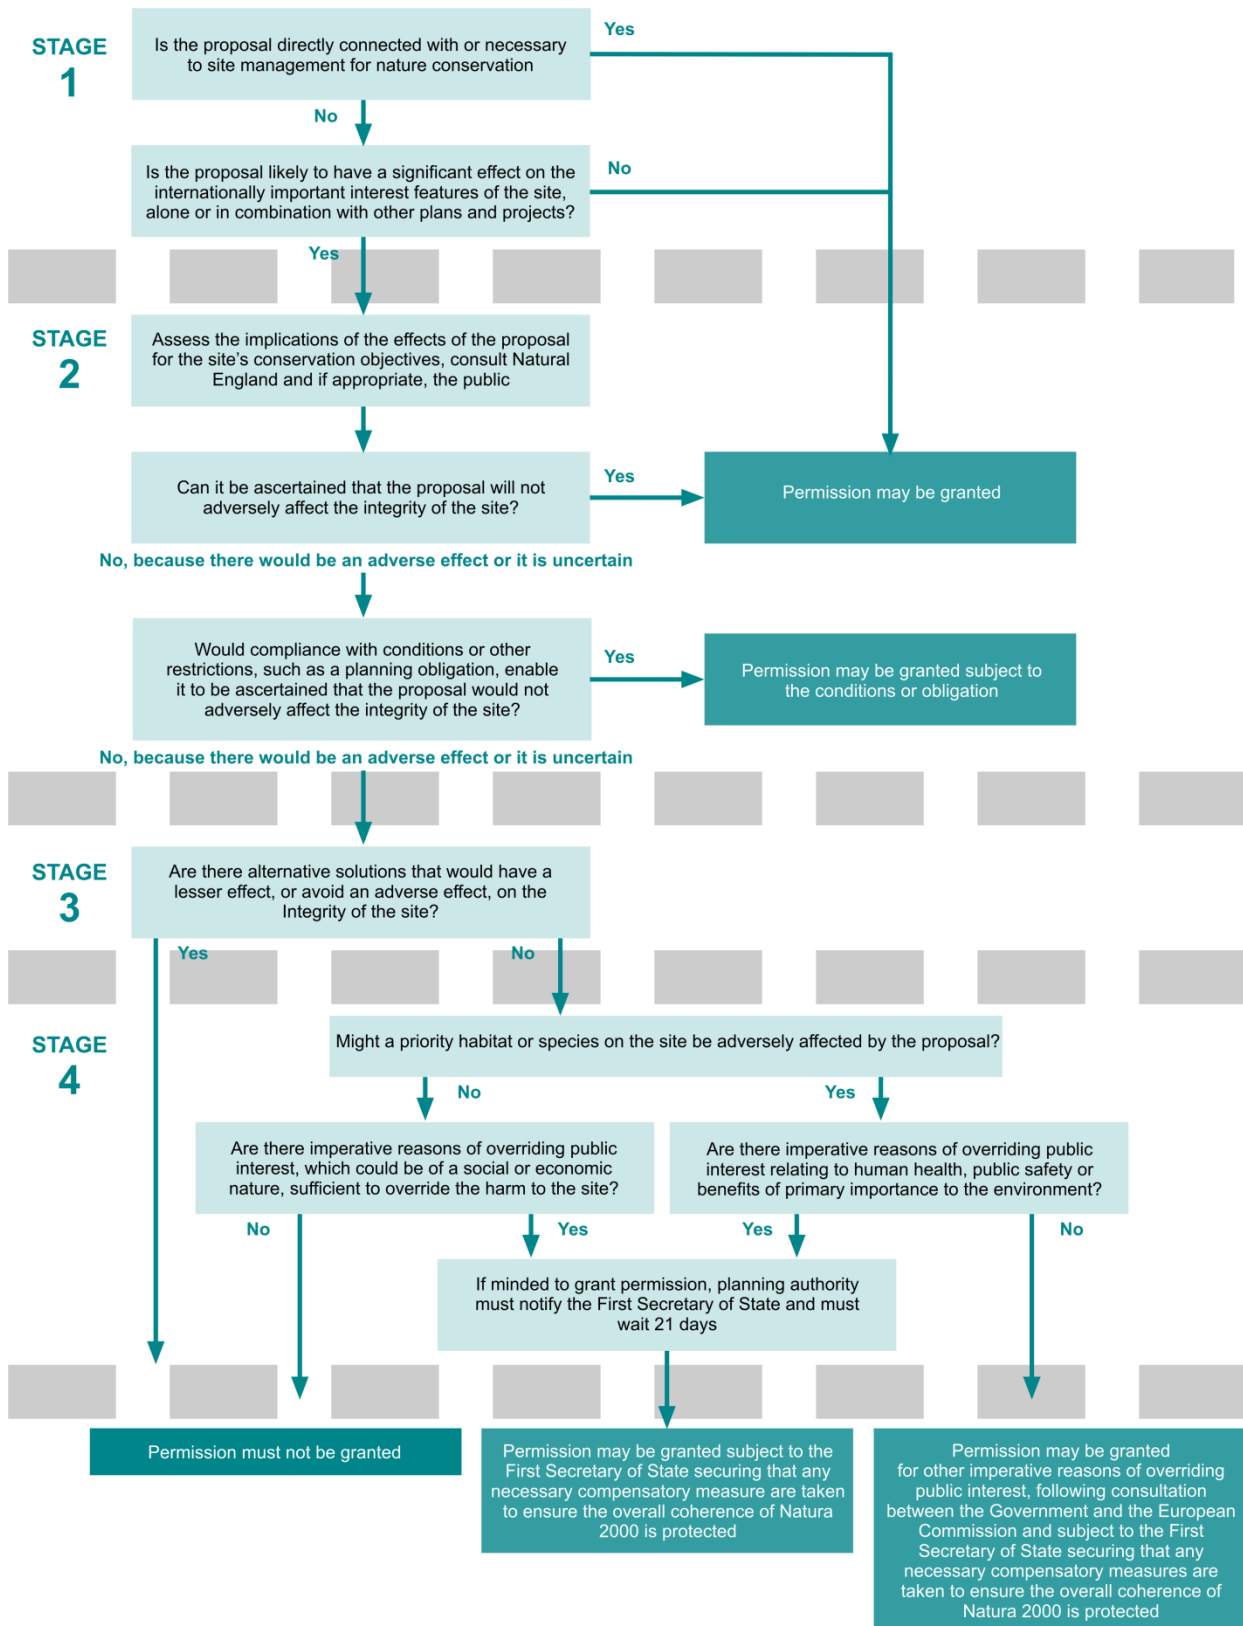 STAGE
1
Is the proposal directly connected with or necessary
to site management for nature conservation
Yes
No
Is the proposal likely to have a significant effect on the
internationally important interest features of the site,
alone or in combination with other plans and projects?
No
Yes
STAGE
2
Assess the implications of the effects of the proposal
for the site's conservation objectives, consult Natural
England and if appropriate, the public
Can it be ascertained that the proposal will not
adversely affect the integrity of the site?
Yes
Permission may be granted
No, because there would be an adverse effect or it is uncertain
Would compliance with conditions or other
restrictions, such as a planning obligation, enable
it to be ascertained that the proposal would not
adversely affect the integrity of the site?
Yes
Permission may be granted subject to
the conditions or obligation
No, because there would be an adverse effect or it is uncertain
STAGE
3
Are there alternative solutions that would have a
lesser effect, or avoid an adverse effect, on the
Integrity of the site?
Yes
No
STAGE
4
Might a priority habitat or species on the site be adversely affected by the proposal?
No
Yes
Are there imperative reasons of overriding public
interest, which could be of a social or economic
nature, sufficient to override the harm to the site?
Are there imperative reasons of overriding public
interest relating to human health, public safety or
benefits of primary importance to the environment?
No
Yes
Yes
No
If minded to grant permission, planning authority
must notify the First Secretary of State and must
wait 21 days
Permission must not be granted
Permission may be granted subject to the
First Secretary of State securing that any
necessary compensatory measure are taken
to ensure the overall coherence of Natura
2000 is protected
Permission may be granted
for other imperative reasons of overriding
public interest, following consultation
between the Government and the European
Commission and subject to the First
Secretary of State securing that any
necessary compensatory measures are
taken to ensure the overall coherence of
Natura 2000 is protected